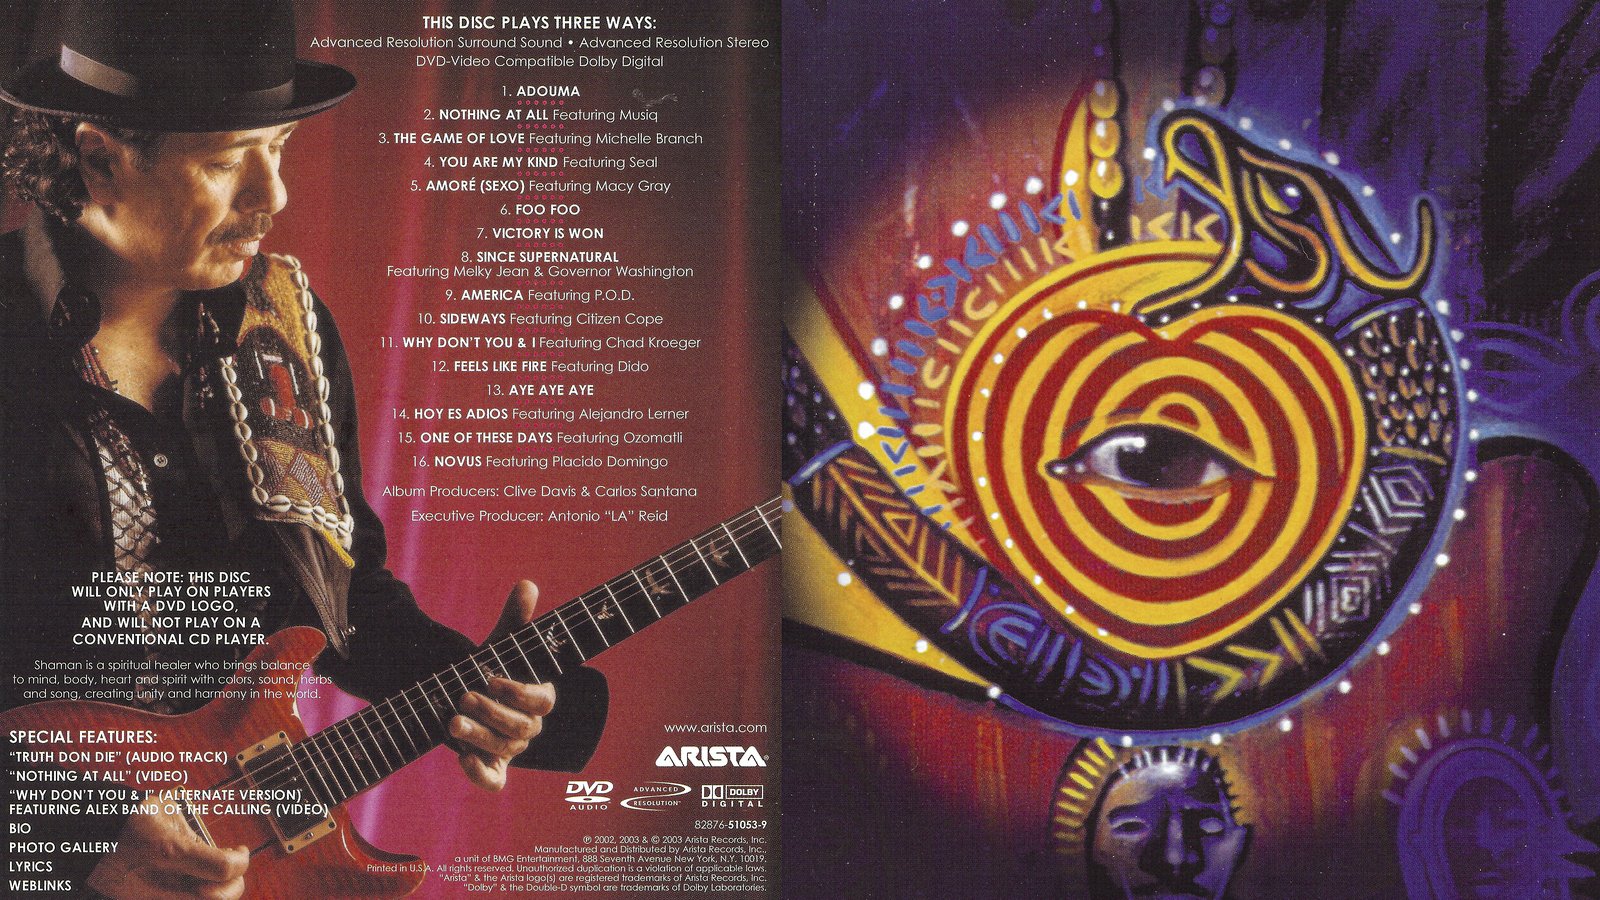 THIS DISC PLAYS THREE WAYS:
Advanced Resolution Surround Sound • Advanced Resolution Stereo
DVD-Video Compatible Dolby Digital
1. ADOUMA
2. NOTHING AT ALL Featuring Musiq
3. THE GAME OF LOVE Featuring Michelle Branch
4. YOU ARE MY KIND Featuring Seal
5. AMORÉ (SEXO) Featuring Macy Gray
6. FOO FOO
7. VICTORY IS WON
8. SINCE SUPERNATURAL
Featuring Melky Jean & Governor Washington
9. AMERICA Featuring P.O.D.
10. SIDEWAYS Featuring Citizen Cope
11. WHY DON'T YOU & I Featuring Chad Kroeger
12. FEELS LIKE FIRE Featuring Dido
13. AYE AYE AYE
14. HOY ES ADIOS Featuring Alejandro Lerner
15. ONE OF THESE DAYS Featuring Ozomatli
16. NOVUS Featuring Placido Domingo
Album Producers: Clive Davis & Carlos Santana
Executive Producer: Antonio "LA" Reid
PLEASE NOTE: THIS DISC
WILL ONLY PLAY ON PLAYERS
WITH A DVD LOGO,
AND WILL NOT PLAY ON A
CONVENTIONAL CD PLAYER.
Shaman is a spiritual healer who brings balance
to mind, body, heart and spirit with colors, sound, herbs
and song, creating unity and harmony in the world.
SPECIAL FEATURES:
"TRUTH DON DIE" (AUDIO TRACK)
"NOTHING AT ALL" (VIDEO)
"WHY DON'T YOU & I" (ALTERNATE VERSION)
FEATURING ALEX BAND OF THE CALLING (VIDEO)
BIO
PHOTO GALLERY
LYRICS
WEBLINKS
www.arista.com
ARISTA®
DVD AUDIO
ADVANCED RESOLUTION™
DOLBY DIGITAL
82876-51053-9
℗ 2002, 2003 & © 2003 Arista Records, Inc.
Manufactured and Distributed by Arista Records, Inc.,
a unit of BMG Entertainment, 888 Seventh Avenue New York, N.Y. 10019.
Printed in U.S.A. All rights reserved. Unauthorized duplication is a violation of applicable laws.
"Arista" & the Arista logo(s) are registered trademarks of Arista Records, Inc.
"Dolby" & the Double-D symbol are trademarks of Dolby Laboratories.